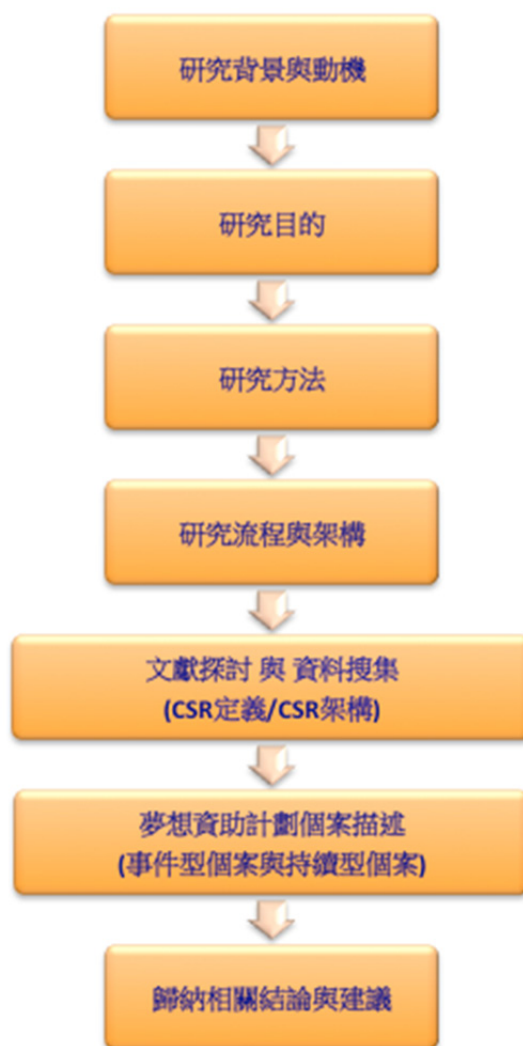 研究背景與動機
研究目的
研究方法
研究流程與架構
文獻探討 與 資料搜集
(CSR定義/CSR架構)
夢想資助計劃個案描述
(事件型個案與持續型個案)
歸納相關結論與建議